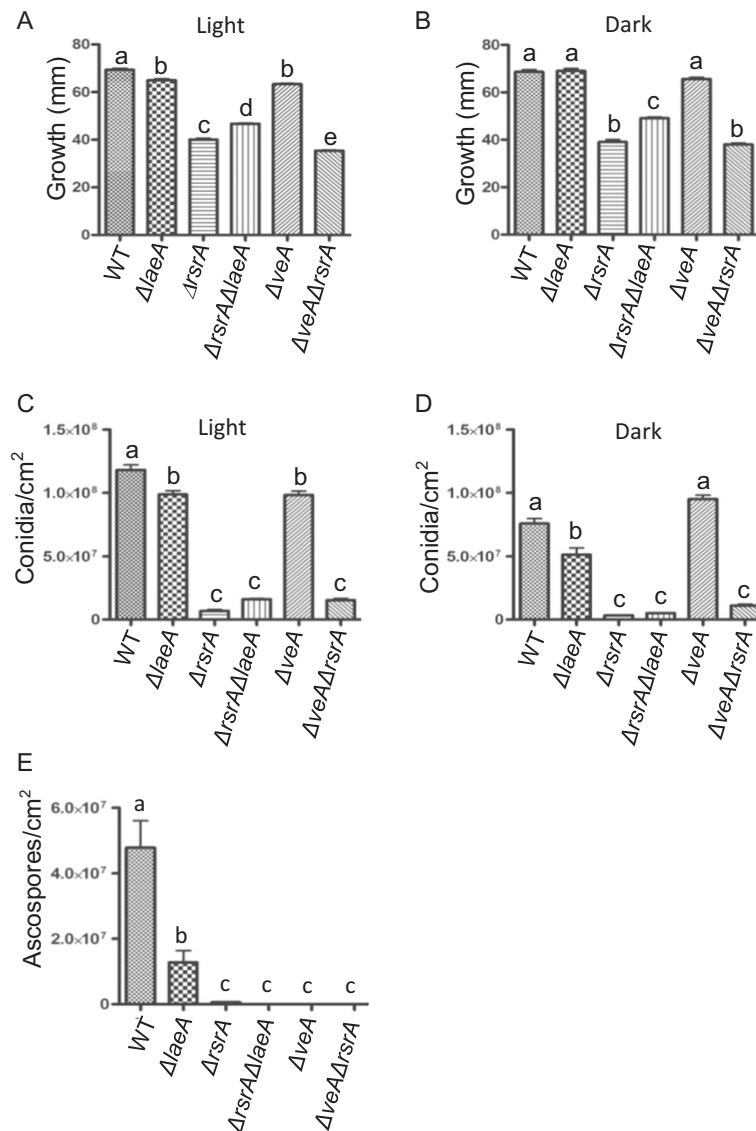 A
Light
Growth (mm)
80
60
40
20
0
a
b
c
d
b
e
WT
ΔlaeA
ΔrsrA
ΔrsrAΔlaeA
ΔveA
ΔveAΔrsrA
B
Dark
Growth (mm)
80
60
40
20
0
a
a
b
c
a
b
WT
ΔlaeA
ΔrsrA
ΔrsrAΔlaeA
ΔveA
ΔveAΔrsrA
C
Light
Conidia/cm²
1.5×10⁸
1.0×10⁸
5.0×10⁷
0
a
b
c
c
b
c
WT
ΔlaeA
ΔrsrA
ΔrsrAΔlaeA
ΔveA
ΔveAΔrsrA
D
Dark
Conidia/cm²
1.5×10⁸
1.0×10⁸
5.0×10⁷
0
a
b
c
c
a
c
WT
ΔlaeA
ΔrsrA
ΔrsrAΔlaeA
ΔveA
ΔveAΔrsrA
E
Ascospores/cm²
6.0×10⁷
4.0×10⁷
2.0×10⁷
0
a
b
c
c
c
c
WT
ΔlaeA
ΔrsrA
ΔrsrAΔlaeA
ΔveA
ΔveAΔrsrA